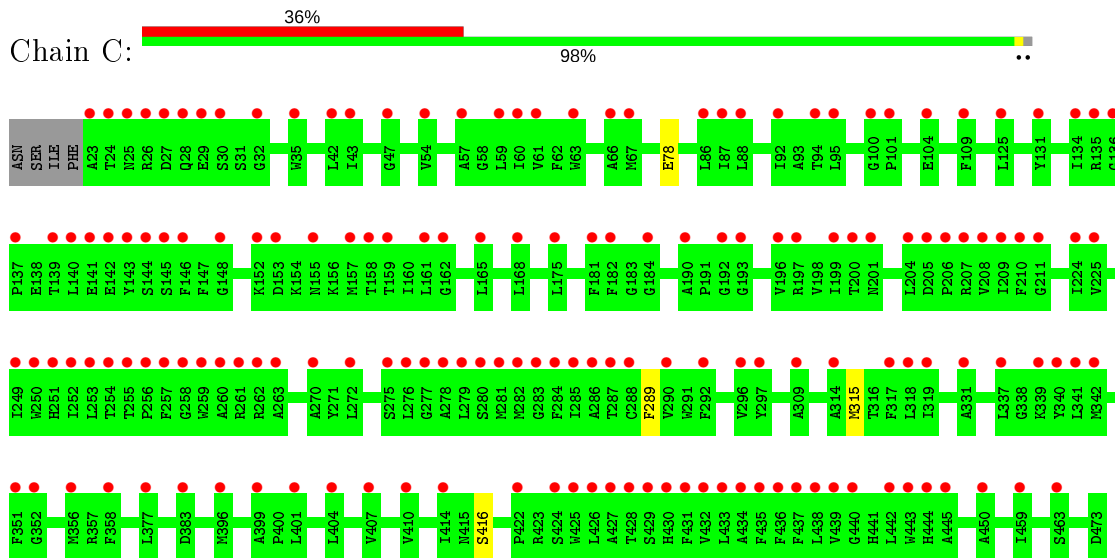 36%
Chain C:
98%
••
ASN SER ILE PHE A23 T24 N25 R26 D27 Q28 E29 S30 S31 G32 W35 L42 I43 G47 V54 A57 G58 L59 I60 V61 F62 W63 A66 M67 E78 L86 I87 L88 I92 A93 T94 L95 G100 P101 E104 F109 L125 Y131 I134 R135 G136
P137 E138 T139 L140 E141 E142 Y143 S144 S145 F146 F147 G148 K152 D153 K154 N155 K156 M157 T158 T159 I160 L161 G162 L165 L168 L175 F181 F182 G183 G184 A190 P191 G192 G193 V196 R197 V198 I199 T200 N201 L204 D205 P206 R207 V208 I209 F210 G211 I224 V225
I249 W250 H251 I252 L253 T254 T255 P256 F257 G258 W259 A260 R261 R262 A263 A270 Y271 L272 S275 L276 G277 A278 L279 S280 M281 M282 G283 F284 I285 A286 T287 C288 F289 V290 W291 F292 V296 Y297 A309 A314 M315 T316 F317 L318 I319 A331 L337 G338 K339 Y340 L341 M342
F351 G352 M356 R357 F358 L377 D383 M396 A399 P400 L401 L404 V407 V410 I414 N415 S416 P422 R423 S424 W425 L426 A427 T428 S429 H430 F431 V432 L433 A434 F435 F436 F437 L438 V439 G440 H441 L442 W443 H444 A445 A450 I459 S463 D473